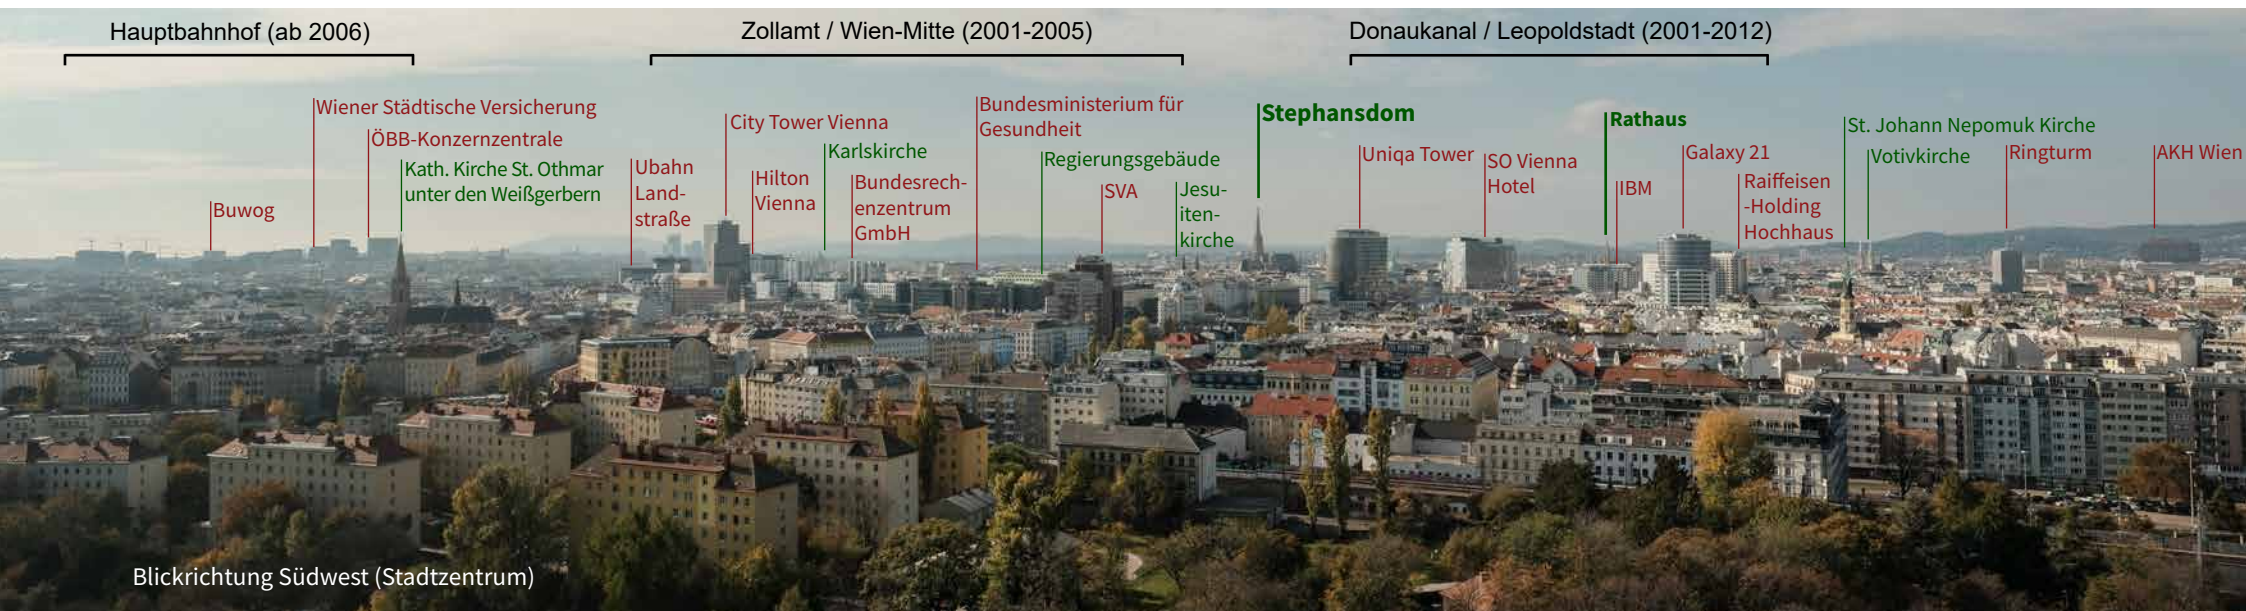 Hauptbahnhof (ab 2006)
Zollamt / Wien-Mitte (2001-2005)
Donaukanal / Leopoldstadt (2001-2012)
Buwog
Wiener Städtische Versicherung
ÖBB-Konzernzentrale
Kath. Kirche St. Othmar
unter den Weißgerbern
Ubahn
Land-
straße
City Tower Vienna
Hilton
Vienna
Karlskirche
Bundesrech-
enzentrum
GmbH
Bundesministerium für
Gesundheit
Regierungsgebäude
SVA
Jesu-
iten-
kirche
Stephansdom
Uniqa Tower
SO Vienna
Hotel
Rathaus
IBM
Galaxy 21
Raiffeisen
-Holding
Hochhaus
St. Johann Nepomuk Kirche
Votivkirche
Ringturm
AKH Wien
Blickrichtung Südwest (Stadtzentrum)